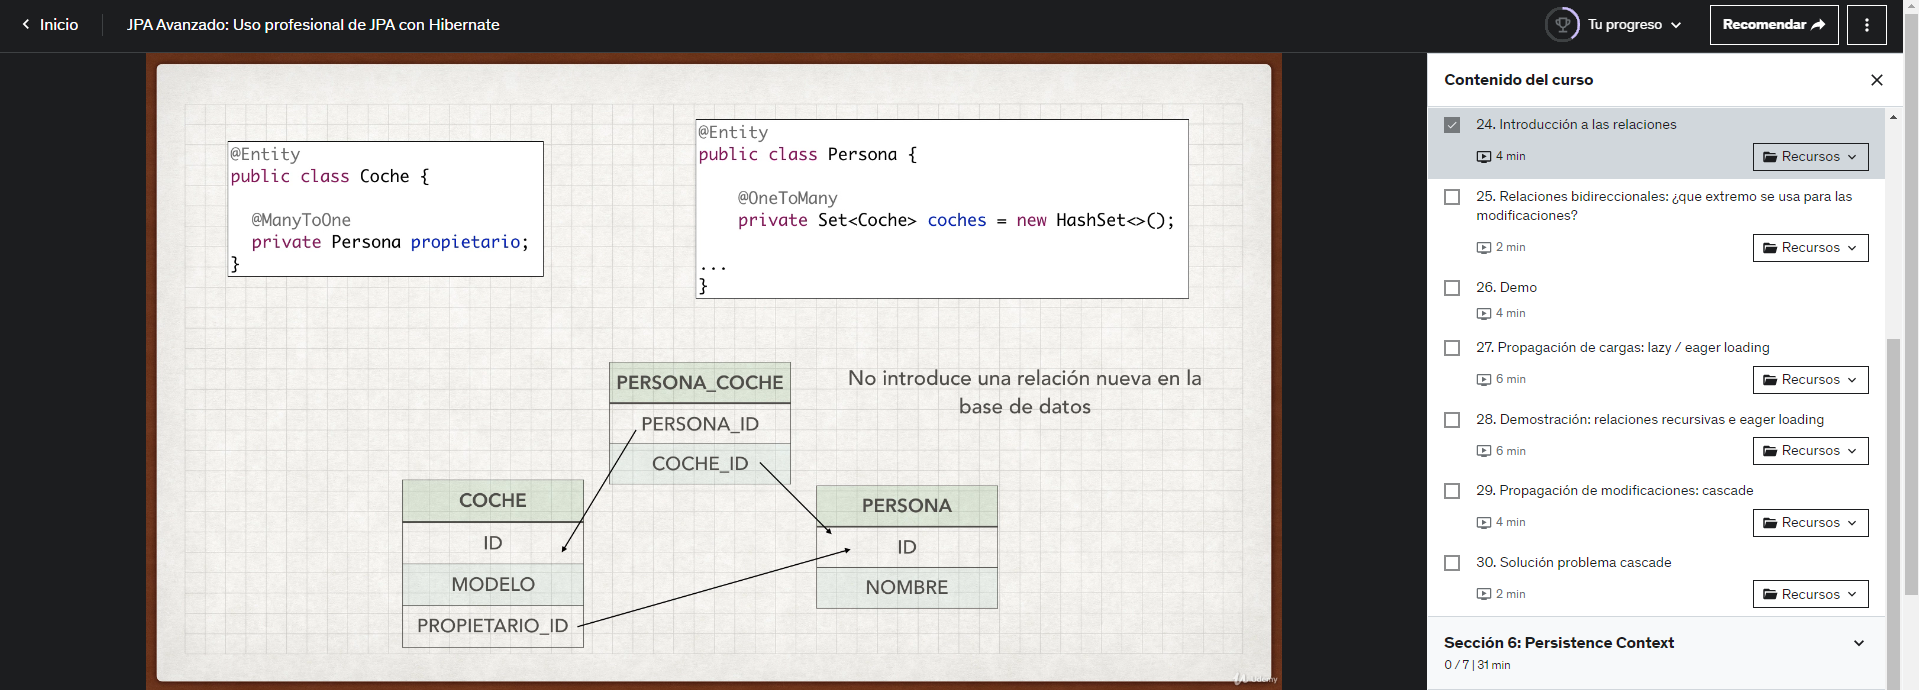 Inicio
JPA Avanzado: Uso profesional de JPA con Hibernate
Tu progreso
Recomendar
@Entity
public class Coche {
@ManyToOne
private Persona propietario;
}
@Entity
public class Persona {
@OneToMany
private Set<Coche> coches = new HashSet<>();
...
}
PERSONA_COCHE
PERSONA_ID
COCHE_ID
No introduce una relación nueva en la
base de datos
COCHE
ID
MODELO
PROPIETARIO_ID
PERSONA
ID
NOMBRE
Udemy
Contenido del curso
24. Introducción a las relaciones
4 min
Recursos
25. Relaciones bidireccionales: ¿que extremo se usa para las
modificaciones?
2 min
Recursos
26. Demo
4 min
27. Propagación de cargas: lazy / eager loading
6 min
Recursos
28. Demostración: relaciones recursivas e eager loading
6 min
Recursos
29. Propagación de modificaciones: cascade
4 min
Recursos
30. Solución problema cascade
2 min
Recursos
Sección 6: Persistence Context
0 / 7 | 31 min